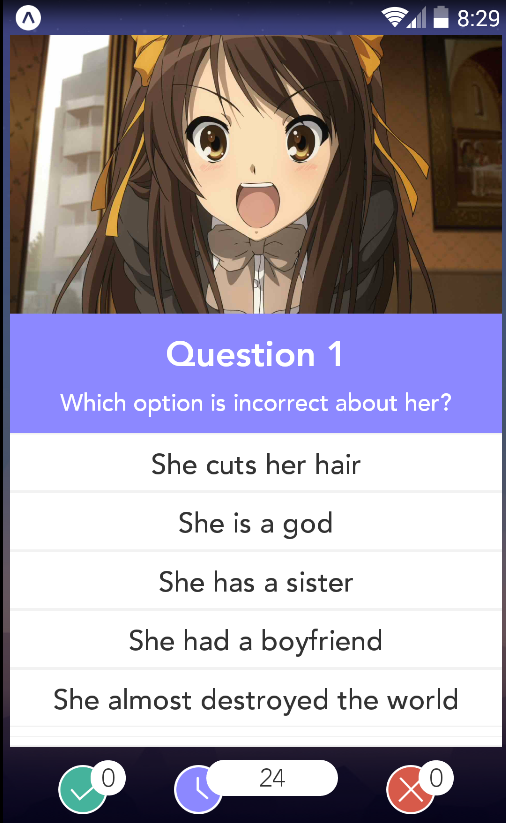 8:29
Question 1
Which option is incorrect about her?
She cuts her hair
She is a god
She has a sister
She had a boyfriend
She almost destroyed the world
0
24
0